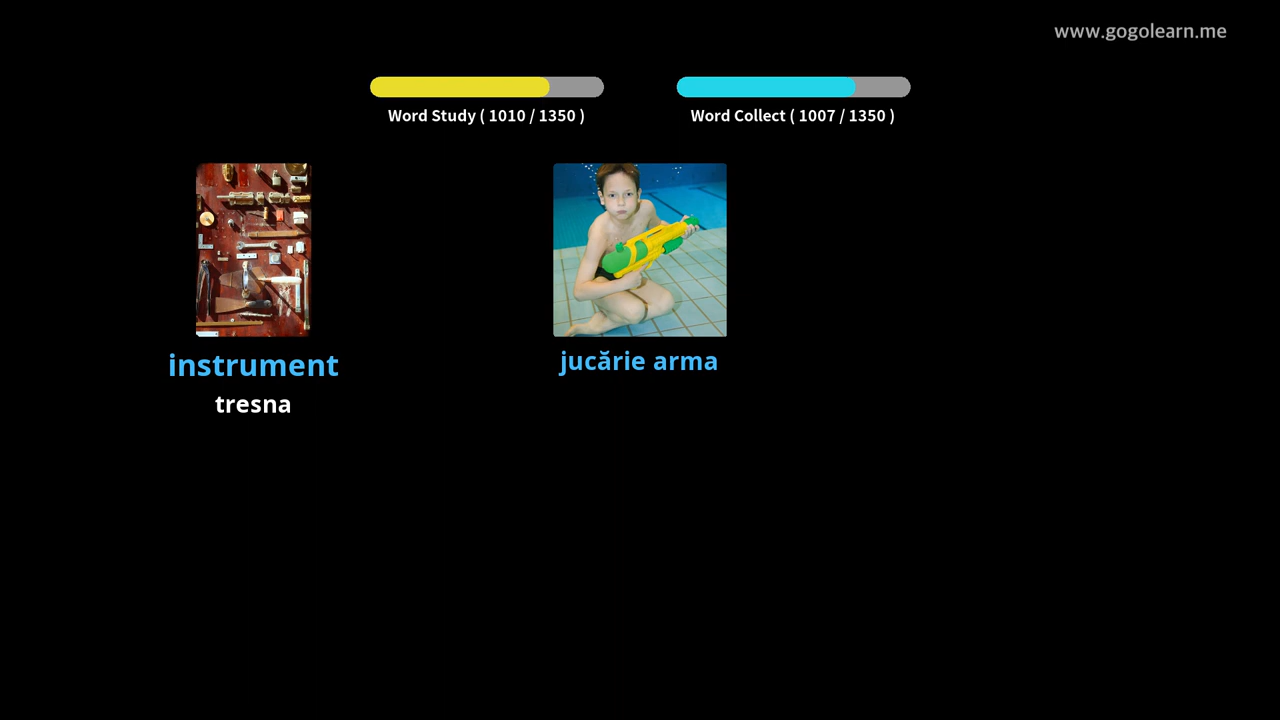 www.gogolearn.me
Word Study ( 1010 / 1350 )
Word Collect ( 1007 / 1350 )
instrument
tresna
jucărie arma